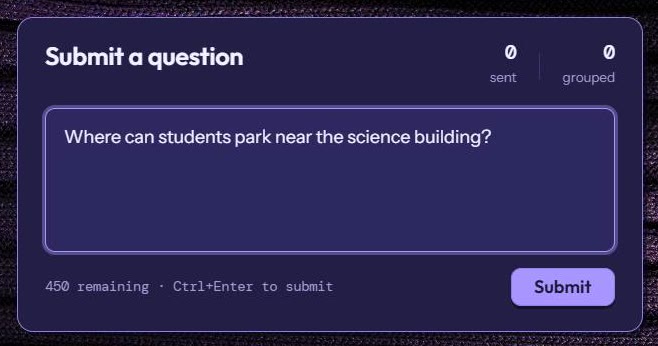 Submit a question
0 0
sent grouped
Where can students park near the science building?
450 remaining · Ctrl+Enter to submit
Submit